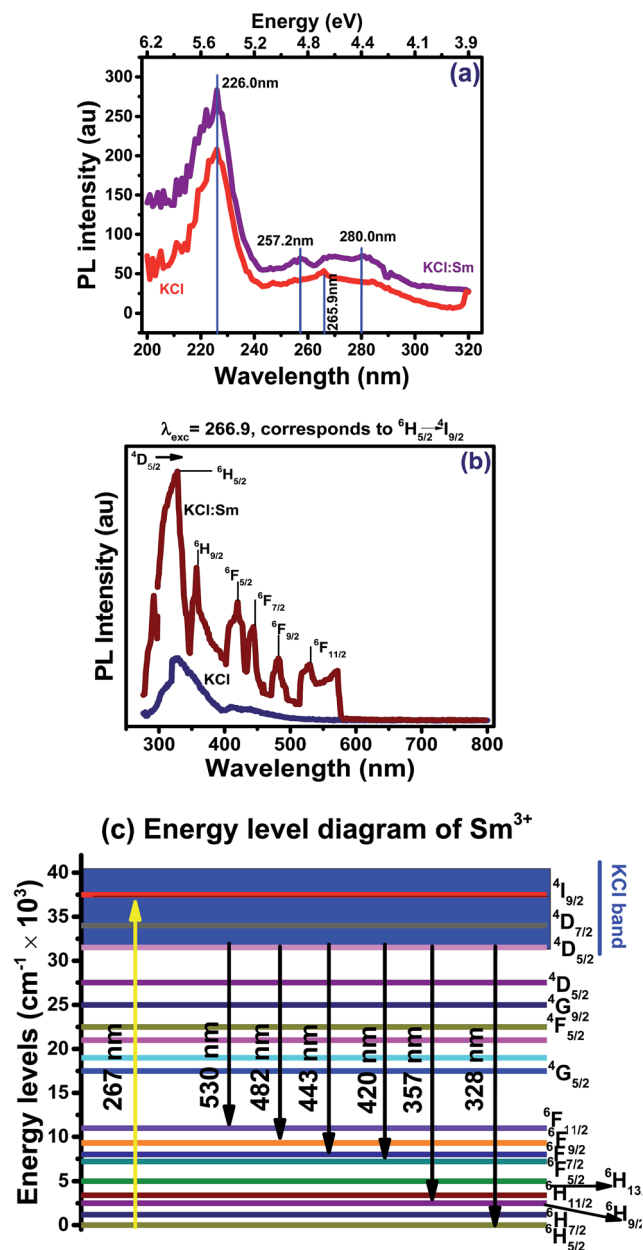 Energy (eV)
6.2 5.6 5.2 4.8 4.4 4.1 3.9
(a)
226.0nm
257.2nm
280.0nm
265.9nm
KCl:Sm
KCl
PL intensity (au)
300
250
200
150
100
50
0
200 220 240 260 280 300 320
Wavelength (nm)
λexc= 266.9, corresponds to ⁶H5/2→⁴I9/2
(b)
⁴D5/2
⁶H5/2
KCl:Sm
⁶H9/2
⁶F5/2
⁶F7/2
⁶F9/2
⁶F11/2
KCl
PL Intensity (au)
300 400 500 600 700 800
Wavelength (nm)
(c) Energy level diagram of Sm³⁺
Energy levels (cm⁻¹ × 10³)
40
35
30
25
20
15
10
5
0
267 nm
530 nm
482 nm
443 nm
420 nm
357 nm
328 nm
KCl band
⁴I9/2
⁴D7/2
⁴D5/2
⁴D5/2
⁴G9/2
⁴F5/2
⁴G5/2
⁶F11/2
⁶F9/2
⁶F7/2
⁶F5/2
⁶H13
⁶H11/2
⁶H9/2
⁶H7/2
⁶H5/2